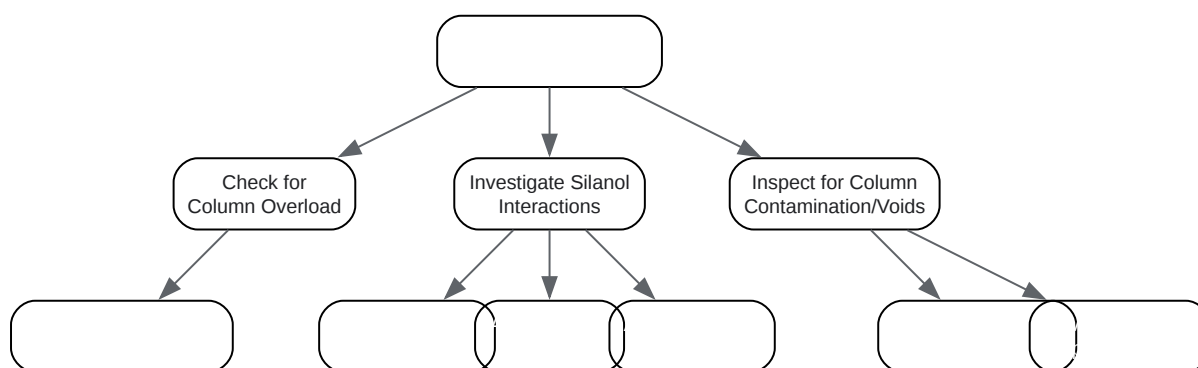 Check for
Column Overload
Investigate Silanol
Interactions
Inspect for Column
Contamination/Voids